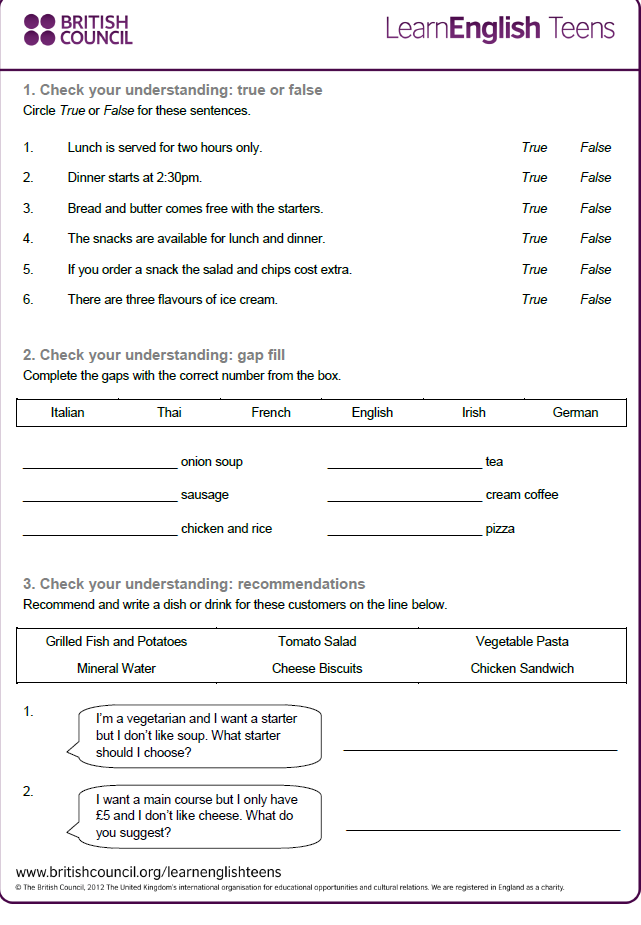 BRITISH
COUNCIL
LearnEnglish Teens
1. Check your understanding: true or false
Circle True or False for these sentences.
1. Lunch is served for two hours only. True False
2. Dinner starts at 2:30pm. True False
3. Bread and butter comes free with the starters. True False
4. The snacks are available for lunch and dinner. True False
5. If you order a snack the salad and chips cost extra. True False
6. There are three flavours of ice cream. True False
2. Check your understanding: gap fill
Complete the gaps with the correct number from the box.
Italian Thai French English Irish German
onion soup tea
sausage cream coffee
chicken and rice pizza
3. Check your understanding: recommendations
Recommend and write a dish or drink for these customers on the line below.
Grilled Fish and Potatoes Tomato Salad Vegetable Pasta
Mineral Water Cheese Biscuits Chicken Sandwich
1. I'm a vegetarian and I want a starter
but I don't like soup. What starter
should I choose?
2. I want a main course but I only have
£5 and I don't like cheese. What do
you suggest?
www.britishcouncil.org/learnenglishteens
© The British Council, 2012 The United Kingdom's international organisation for educational opportunities and cultural relations. We are registered in England as a charity.